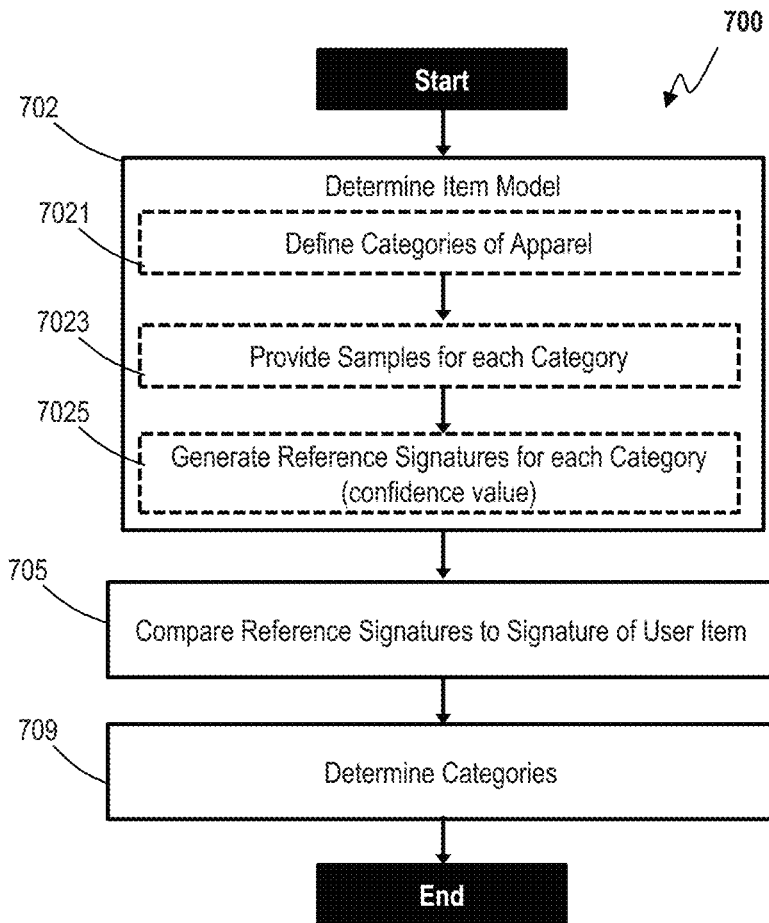 700
Start
702
Determine Item Model
7021
Define Categories of Apparel
7023
Provide Samples for each Category
7025
Generate Reference Signatures for each Category
(confidence value)
705
Compare Reference Signatures to Signature of User Item
709
Determine Categories
End